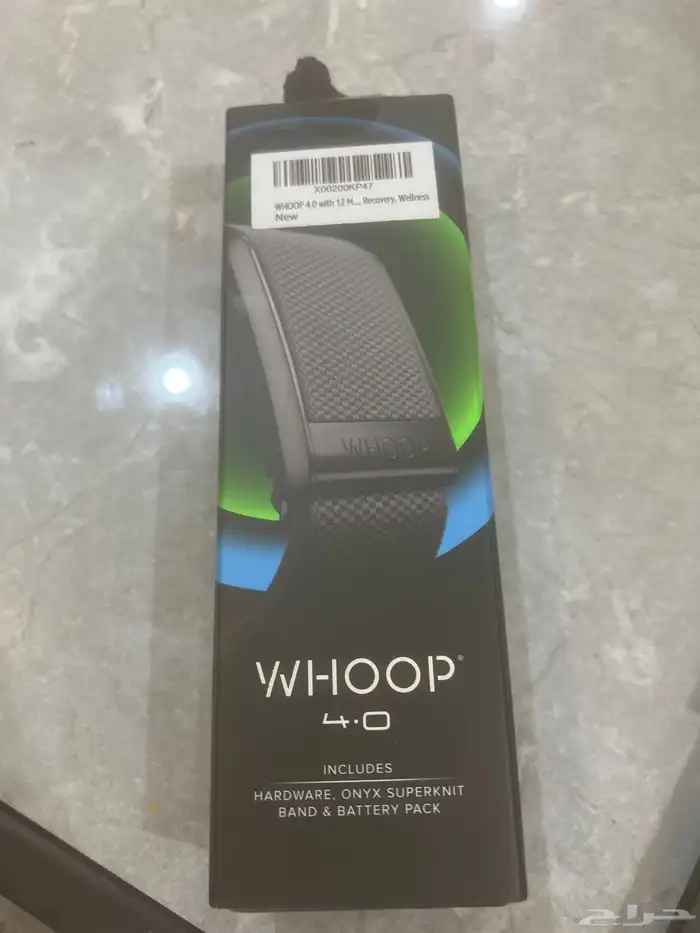 X00200KP47
WHOOP 4.0 with 12 M..., Recovery, Wellness
New
WHOOP
WHOOP®
4.0
INCLUDES
HARDWARE, ONYX SUPERKNIT
BAND & BATTERY PACK
حراج